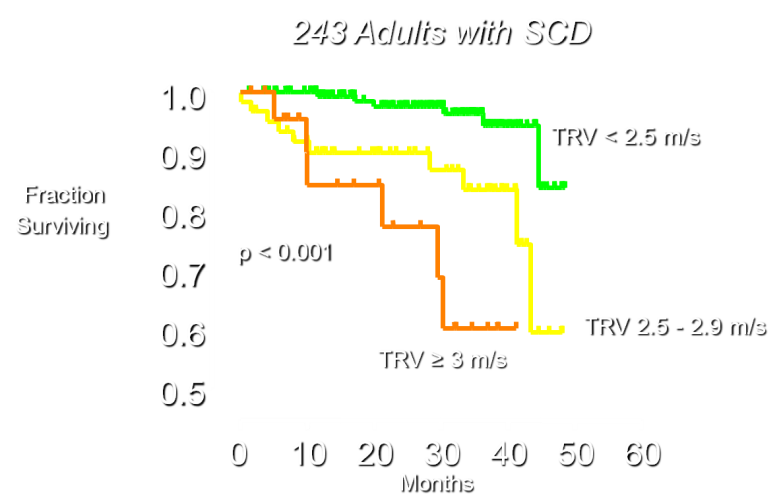 243 Adults with SCD
1.0
0.9
0.8
0.7
0.6
0.5
Fraction
Surviving
TRV < 2.5 m/s
p < 0.001
TRV 2.5 - 2.9 m/s
TRV ≥ 3 m/s
0 10 20 30 40 50 60
Months